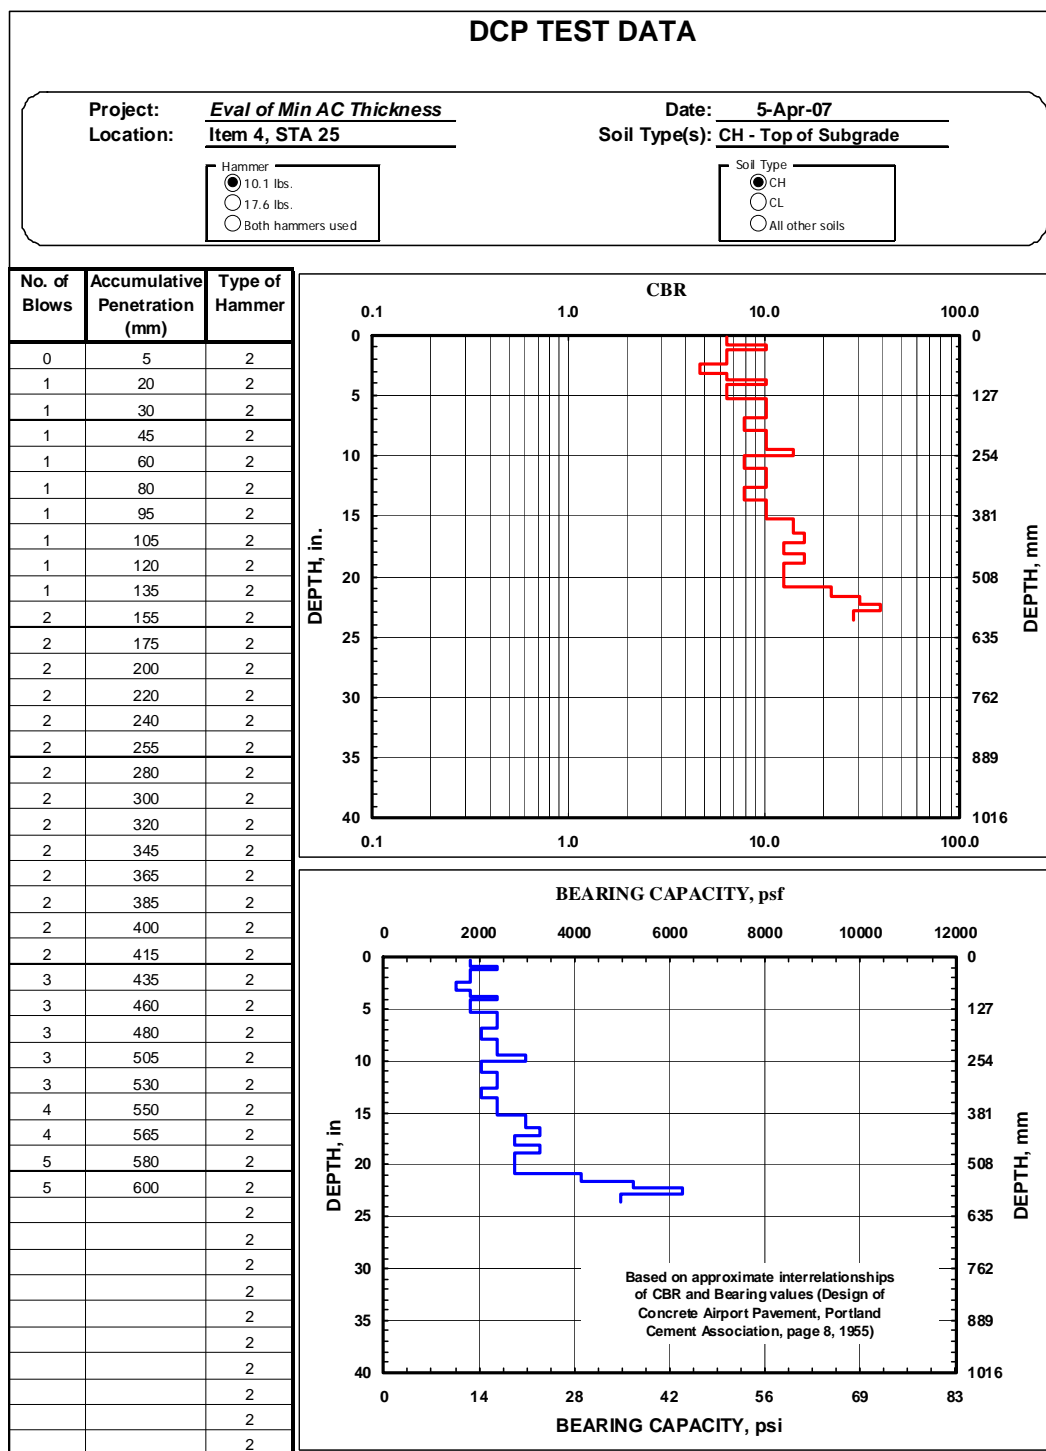 DCP TEST DATA
Project: Eval of Min AC Thickness Date: 5-Apr-07
Location: Item 4, STA 25 Soil Type(s): CH - Top of Subgrade
Hammer
10.1 lbs.
17.6 lbs.
Both hammers used
Soil Type
CH
CL
All other soils
No. of Blows Accumulative Penetration (mm) Type of Hammer
0 5 2
1 20 2
1 30 2
1 45 2
1 60 2
1 80 2
1 95 2
1 105 2
1 120 2
1 135 2
2 155 2
2 175 2
2 200 2
2 220 2
2 240 2
2 255 2
2 280 2
2 300 2
2 320 2
2 345 2
2 365 2
2 385 2
2 400 2
2 415 2
3 435 2
3 460 2
3 480 2
3 505 2
3 530 2
4 550 2
4 565 2
5 580 2
5 600 2
2
2
2
2
2
2
2
2
2
2
CBR
0.1 1.0 10.0 100.0
0 0
5 127
10 254
15 381
20 508
25 635
30 762
35 889
40 1016
0.1 1.0 10.0 100.0
DEPTH, in.
DEPTH, mm
BEARING CAPACITY, psf
0 2000 4000 6000 8000 10000 12000
0 0
5 127
10 254
15 381
20 508
25 635
30 762
35 889
40 1016
DEPTH, in
DEPTH, mm
Based on approximate interrelationships
of CBR and Bearing values (Design of
Concrete Airport Pavement, Portland
Cement Association, page 8, 1955)
0 14 28 42 56 69 83
BEARING CAPACITY, psi